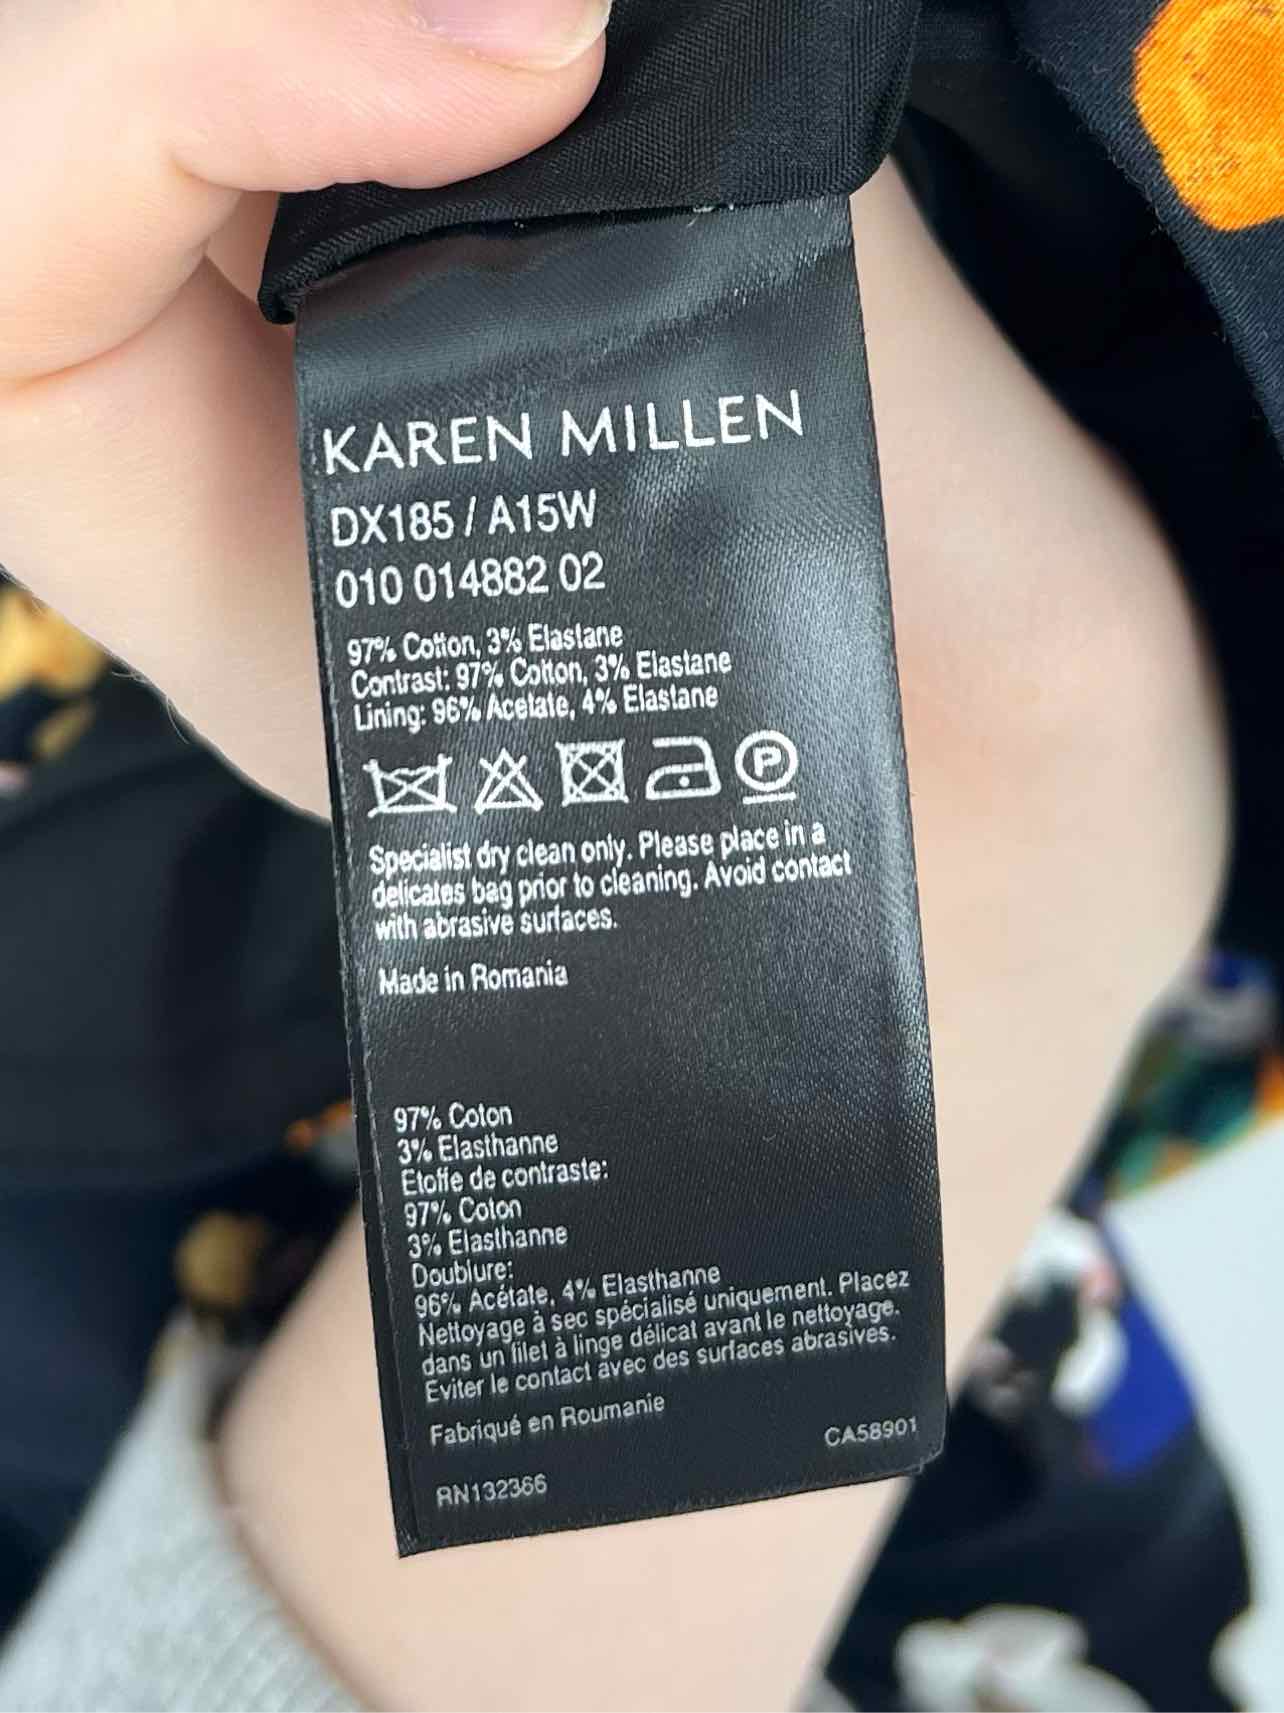 KAREN MILLEN
DX185 / A15W
010 014882 02
97% Cotton, 3% Elastane
Contrast: 97% Cotton, 3% Elastane
Lining: 96% Acetate, 4% Elastane
P
Specialist dry clean only. Please place in a
delicates bag prior to cleaning. Avoid contact
with abrasive surfaces.
Made in Romania
97% Coton
3% Elasthanne
Etoffe de contraste:
97% Coton
3% Elasthanne
Doublure:
96% Acétate, 4% Elasthanne
Nettoyage à sec spécialisé uniquement. Placez
dans un filet à linge délicat avant le nettoyage.
Eviter le contact avec des surfaces abrasives.
Fabriqué en Roumanie
CA58901
RN132366